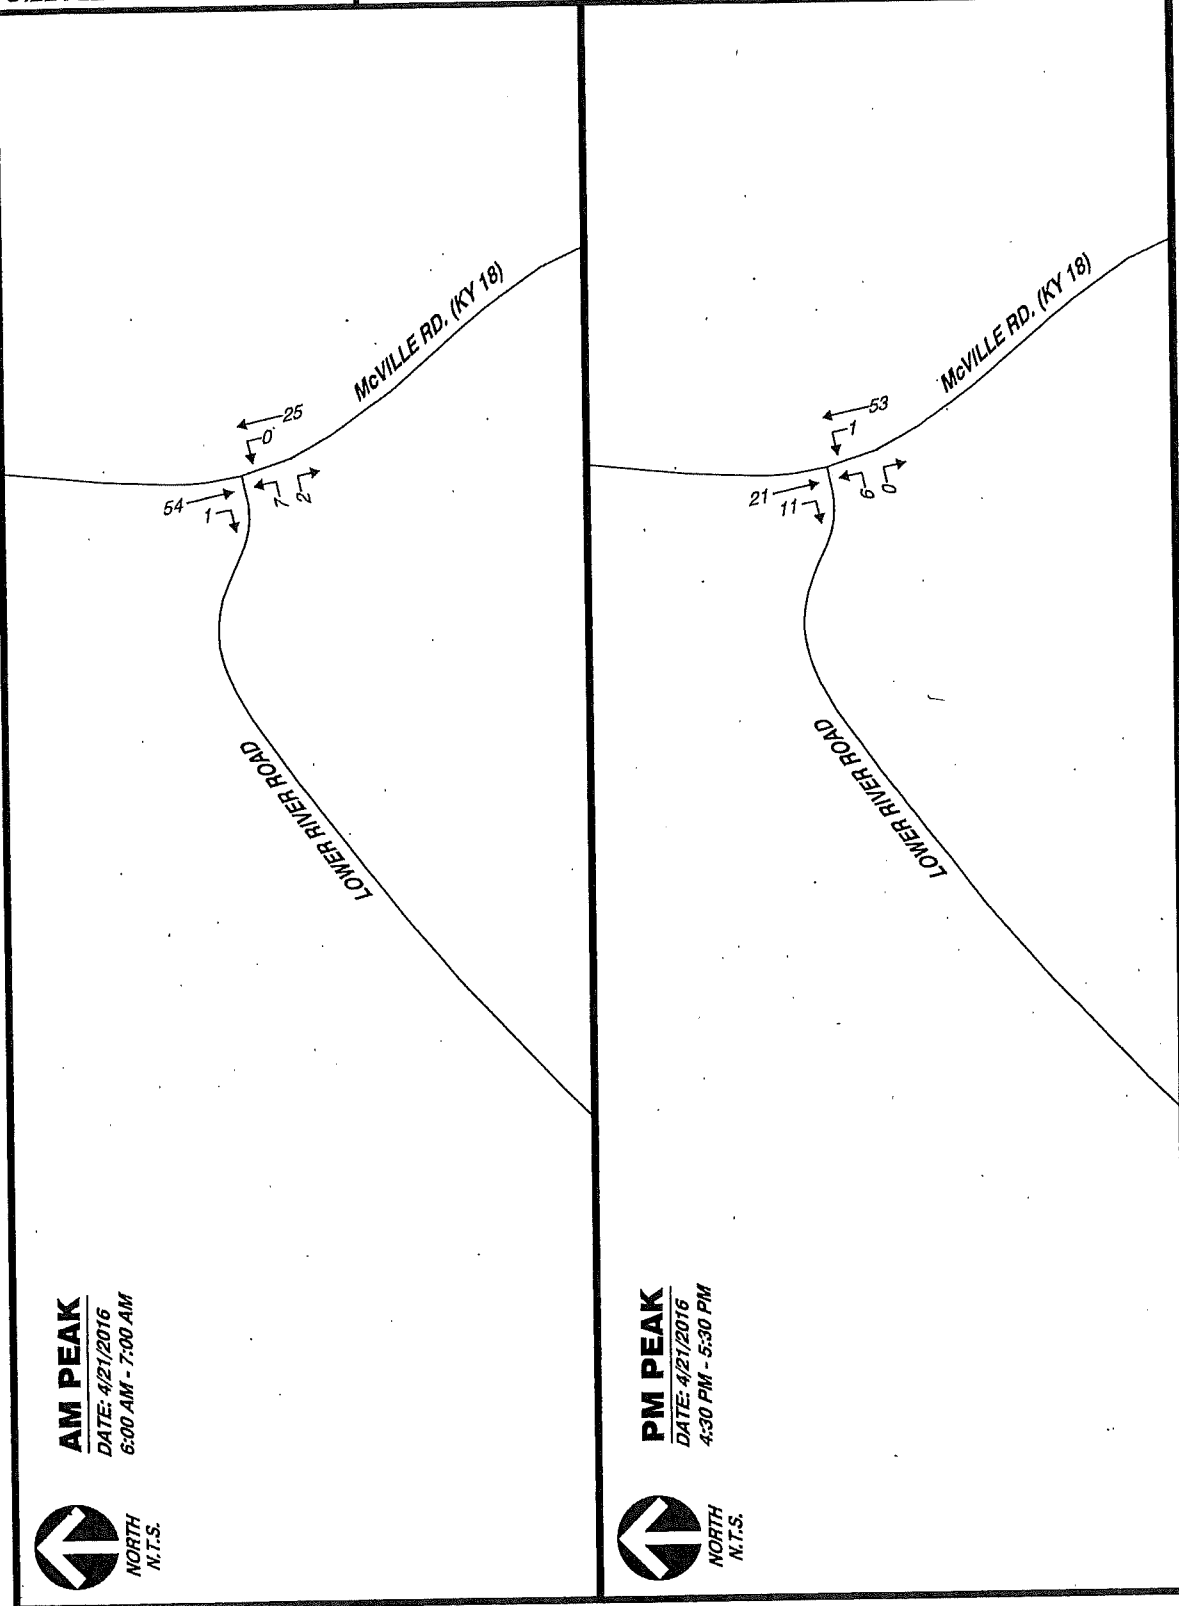 AM PEAK
DATE: 4/21/2016
6:00 AM - 7:00 AM
NORTH
N.T.S.
McVILLE RD. (KY 18)
LOWER RIVER ROAD
25
0
54
1
7
2
PM PEAK
DATE: 4/21/2016
4:30 PM - 5:30 PM
NORTH
N.T.S.
McVILLE RD. (KY 18)
LOWER RIVER ROAD
53
1
21
11
6
0